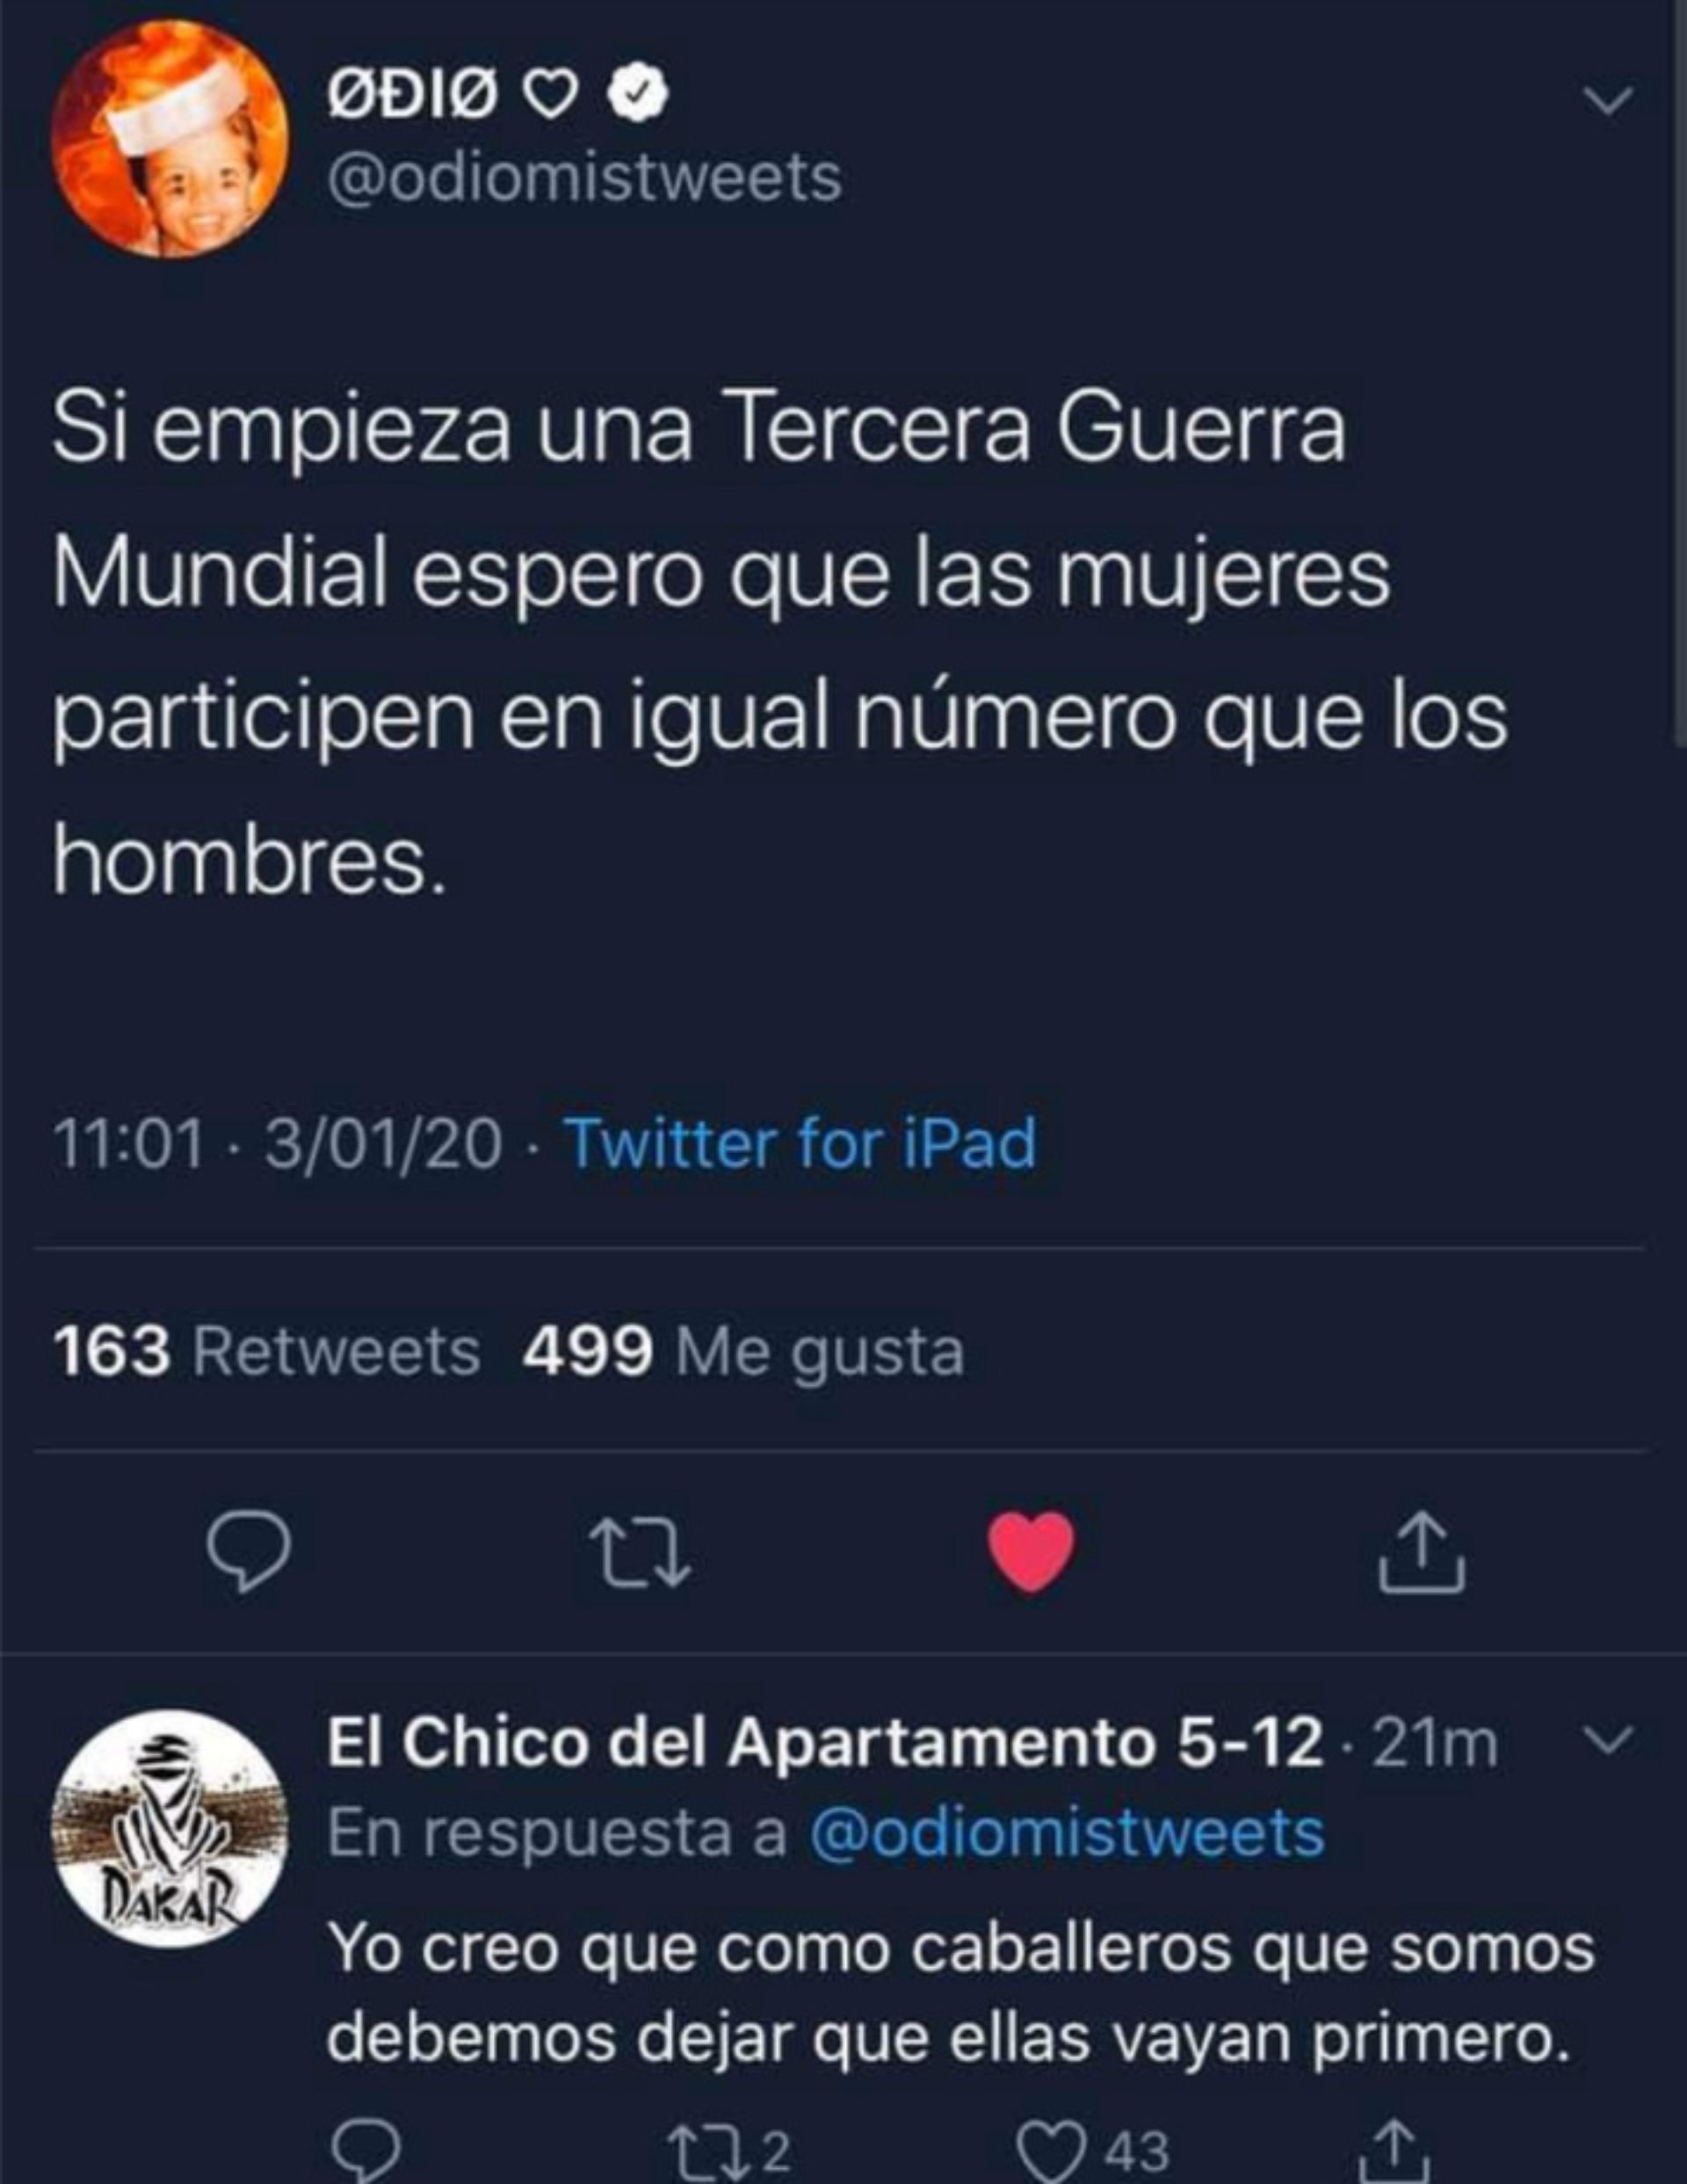 ØĐIØ ♡
@odiomistweets
Si empieza una Tercera Guerra
Mundial espero que las mujeres
participen en igual número que los
hombres.
11:01 · 3/01/20 · Twitter for iPad
163 Retweets 499 Me gusta
El Chico del Apartamento 5-12 · 21m
En respuesta a @odiomistweets
DAKAR
Yo creo que como caballeros que somos
debemos dejar que ellas vayan primero.
2 43